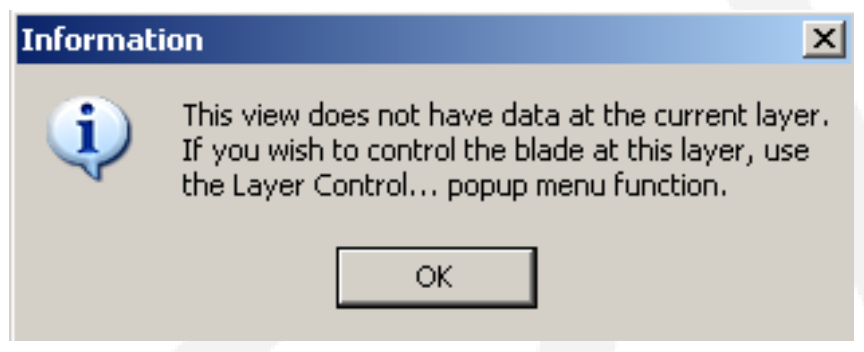 Information
This view does not have data at the current layer.
If you wish to control the blade at this layer, use
the Layer Control... popup menu function.
OK